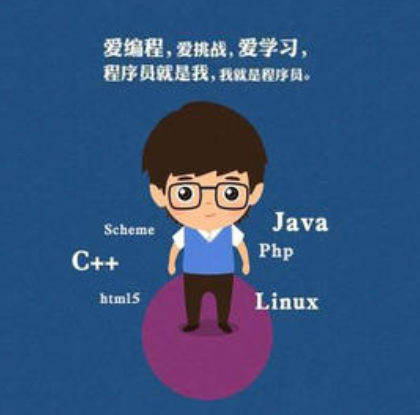 爱编程，爱挑战，爱学习，
程序员就是我，我就是程序员。
Java
Scheme
Php
C++
html5
Linux